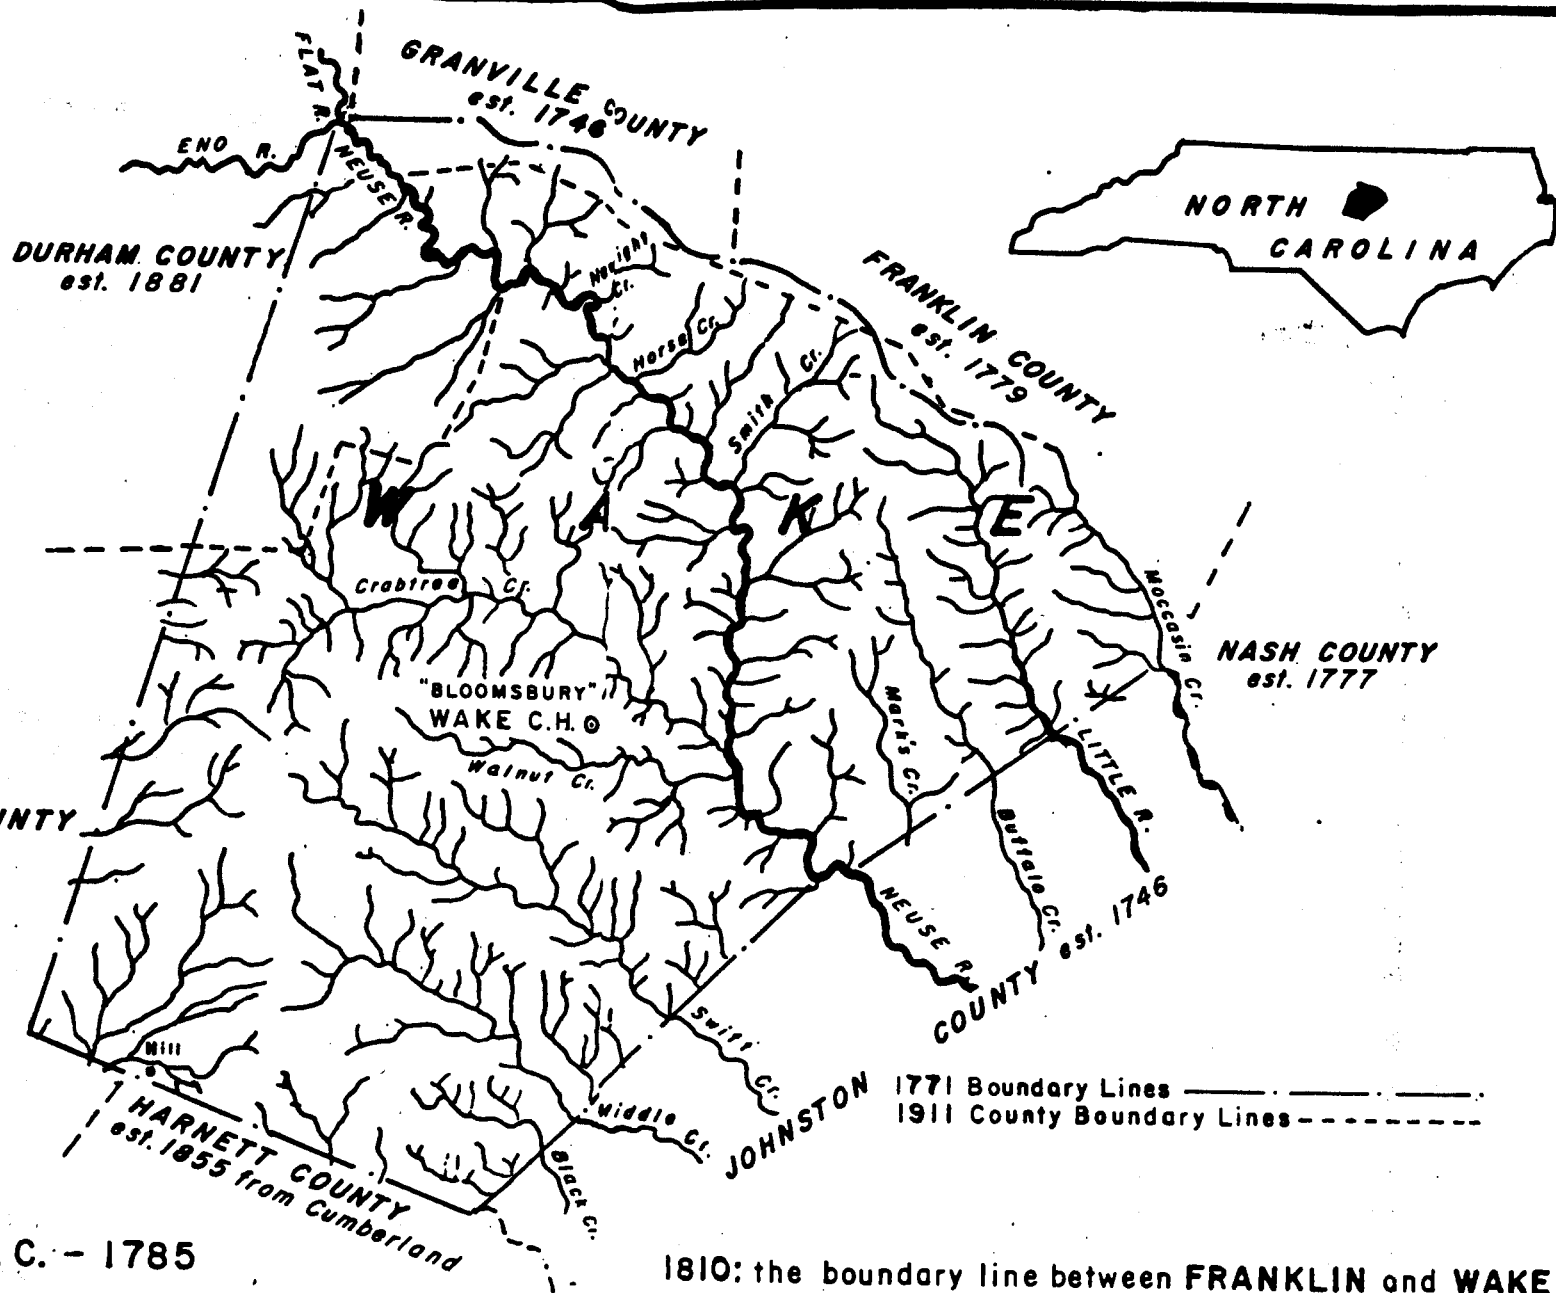 GRANVILLE COUNTY
est. 1746
FLAT R.
ENO R.
NEUSE R.
DURHAM COUNTY
est. 1881
NORTH
CAROLINA
FRANKLIN COUNTY
est. 1779
Horse Cr.
Smith Cr.
WAKE
Crabtree Cr.
Moccasin Cr.
NASH COUNTY
est. 1777
"BLOOMSBURY"
WAKE C.H.
Walnut Cr.
Mark's Cr.
LITTLE R.
Buffalo Cr.
NTY
NEUSE R.
JOHNSTON COUNTY est. 1746
Swift Cr.
Middle Cr.
Black Cr.
HARNETT COUNTY
est. 1855 from Cumberland
1771 Boundary Lines
1911 County Boundary Lines
C. - 1785
1810: the boundary line between FRANKLIN and WAKE